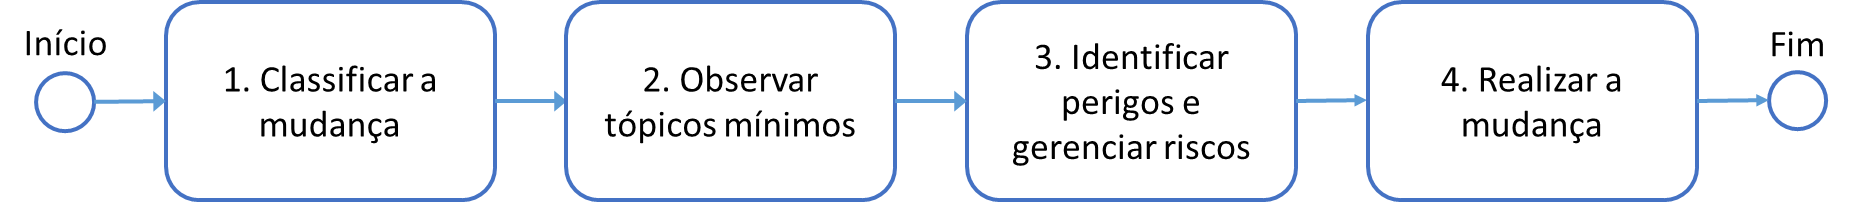 Início
1. Classificar a
mudança
2. Observar
tópicos mínimos
3. Identificar
perigos e
gerenciar riscos
4. Realizar a
mudança
Fim